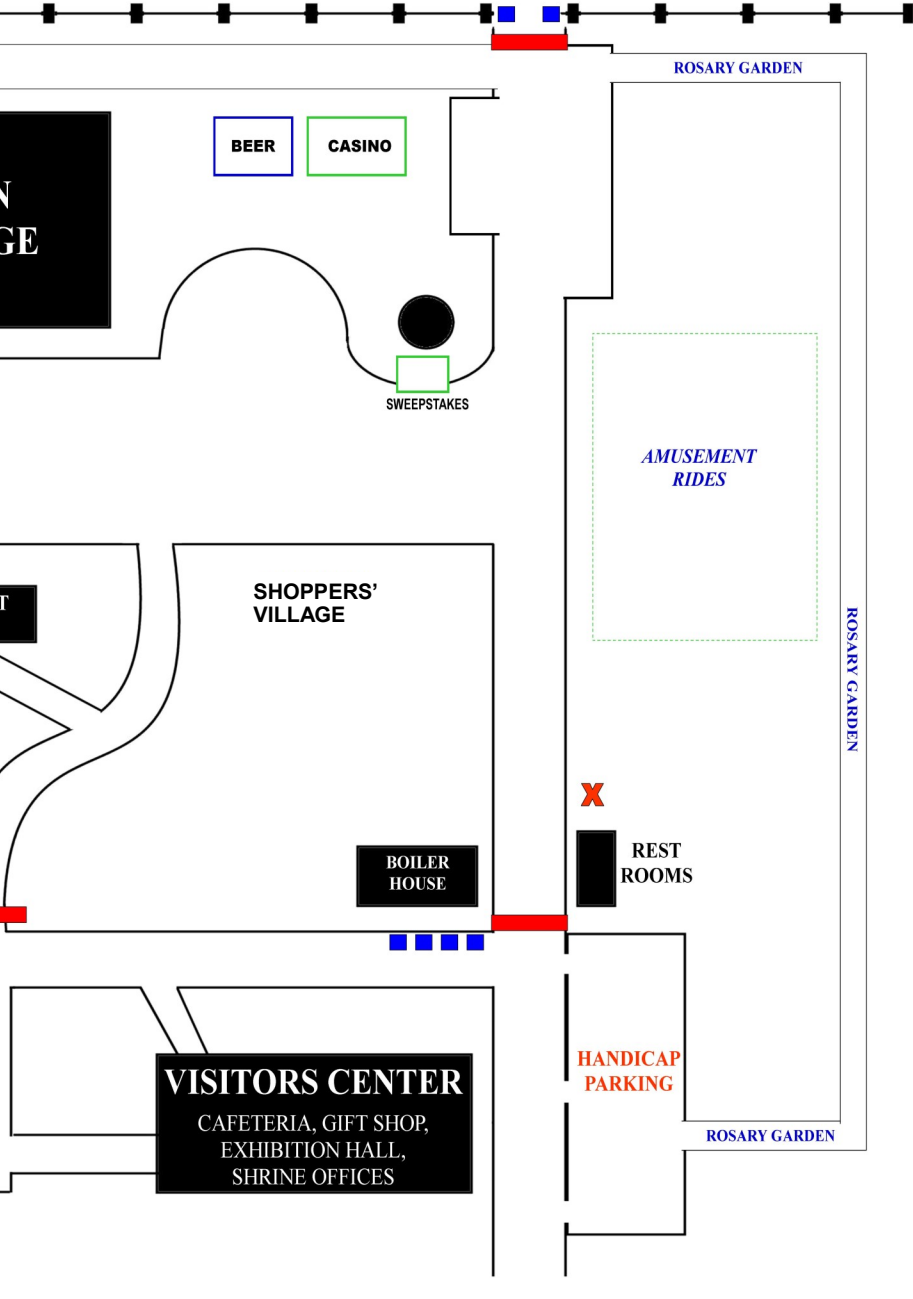 ROSARY GARDEN
BEER
CASINO
N
GE
SWEEPSTAKES
AMUSEMENT
RIDES
SHOPPERS’
VILLAGE
T
ROSARY GARDEN
X
BOILER
HOUSE
REST
ROOMS
VISITORS CENTER
CAFETERIA, GIFT SHOP,
EXHIBITION HALL,
SHRINE OFFICES
HANDICAP
PARKING
ROSARY GARDEN